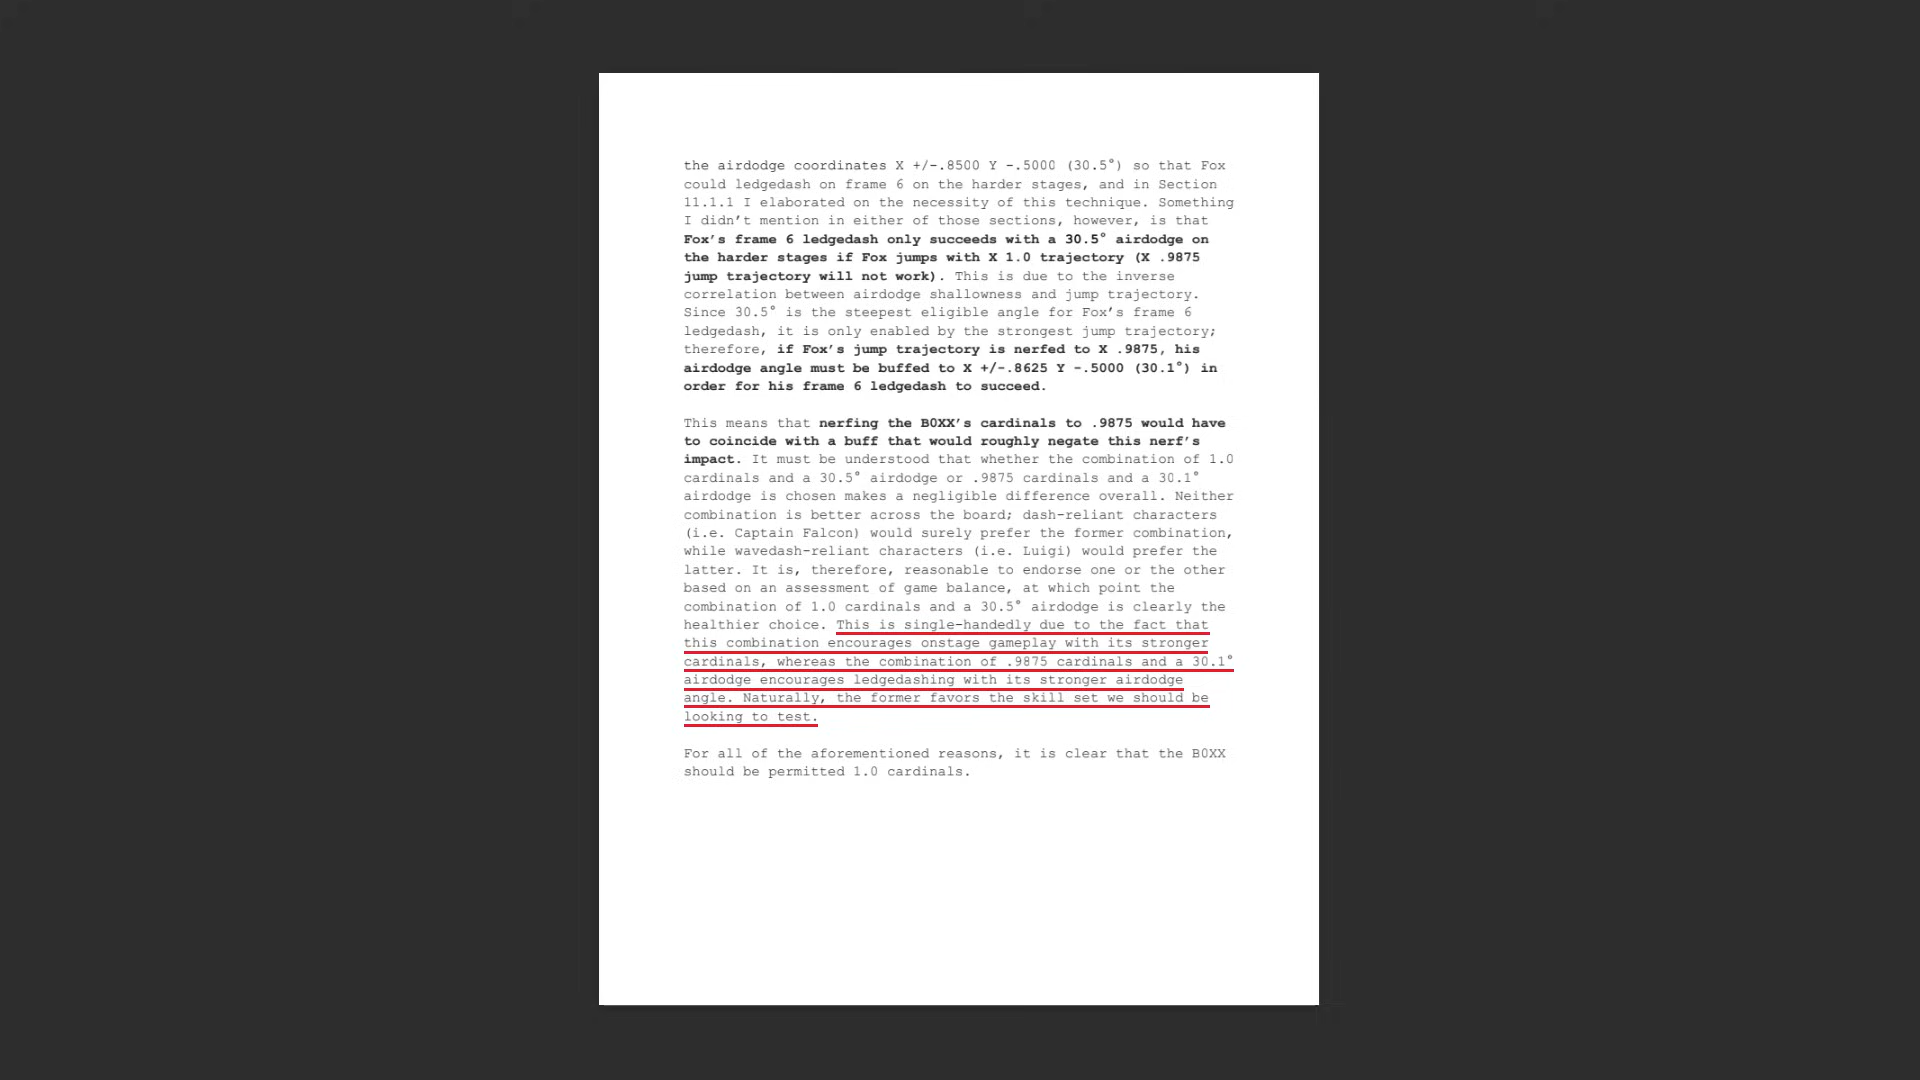 the airdodge coordinates X +/-.8500 Y -.5000 (30.5°) so that Fox
could ledgedash on frame 6 on the harder stages, and in Section
11.1.1 I elaborated on the necessity of this technique. Something
I didn't mention in either of those sections, however, is that
Fox's frame 6 ledgedash only succeeds with a 30.5° airdodge on
the harder stages if Fox jumps with X 1.0 trajectory (X .9875
jump trajectory will not work). This is due to the inverse
correlation between airdodge shallowness and jump trajectory.
Since 30.5° is the steepest eligible angle for Fox's frame 6
ledgedash, it is only enabled by the strongest jump trajectory;
therefore, if Fox's jump trajectory is nerfed to X .9875, his
airdodge angle must be buffed to X +/-.8625 Y -.5000 (30.1°) in
order for his frame 6 ledgedash to succeed.
This means that nerfing the B0XX's cardinals to .9875 would have
to coincide with a buff that would roughly negate this nerf's
impact. It must be understood that whether the combination of 1.0
cardinals and a 30.5° airdodge or .9875 cardinals and a 30.1°
airdodge is chosen makes a negligible difference overall. Neither
combination is better across the board; dash-reliant characters
(i.e. Captain Falcon) would surely prefer the former combination,
while wavedash-reliant characters (i.e. Luigi) would prefer the
latter. It is, therefore, reasonable to endorse one or the other
based on an assessment of game balance, at which point the
combination of 1.0 cardinals and a 30.5° airdodge is clearly the
healthier choice. This is single-handedly due to the fact that
this combination encourages onstage gameplay with its stronger
cardinals, whereas the combination of .9875 cardinals and a 30.1°
airdodge encourages ledgedashing with its stronger airdodge
angle. Naturally, the former favors the skill set we should be
looking to test.
For all of the aforementioned reasons, it is clear that the B0XX
should be permitted 1.0 cardinals.